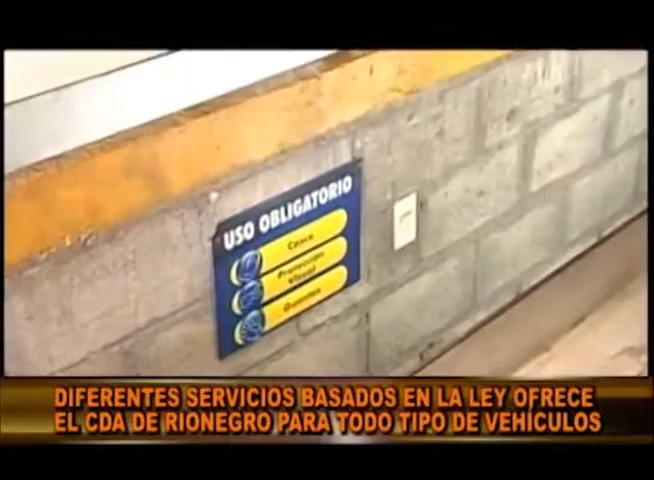 USO OBLIGATORIO
Casco
Protección
Visual
Guantes
DIFERENTES SERVICIOS BASADOS EN LA LEY OFRECE
EL CDA DE RIONEGRO PARA TODO TIPO DE VEHÍCULOS